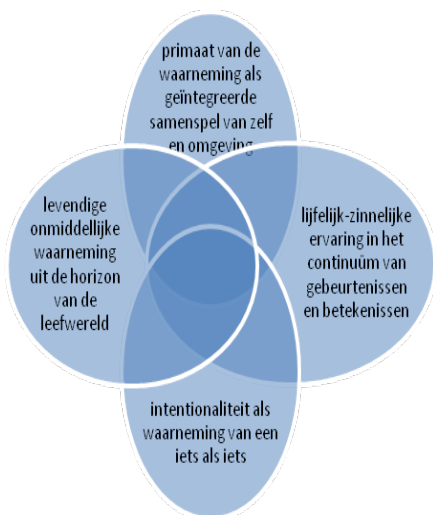 primaat van de
waarneming als
geïntegreerde
samenspel van zelf
en omgeving
levendige
onmiddellijke
waarneming
uit de horizon
van de
leefwereld
lijfelijk-zinnelijke
ervaring in het
continuüm van
gebeurtenissen
en betekenissen
intentionaliteit als
waarneming van een
iets als iets